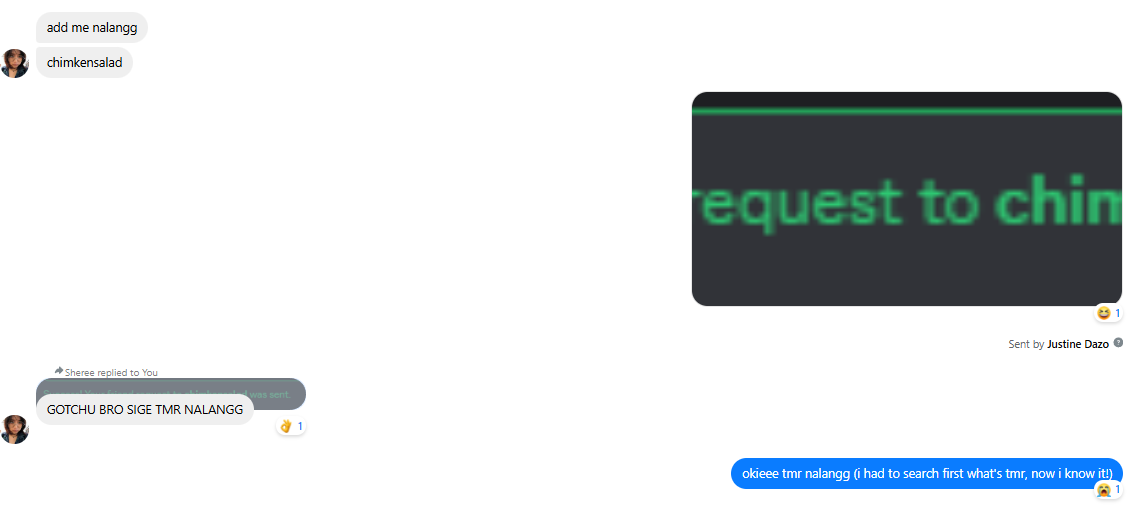 add me nalangg
chimkensalad
request to chim
1
Sent by Justine Dazo
Sheree replied to You
was sent.
GOTCHU BRO SIGE TMR NALANGG
1
okieee tmr nalangg (i had to search first what's tmr, now i know it!)
1